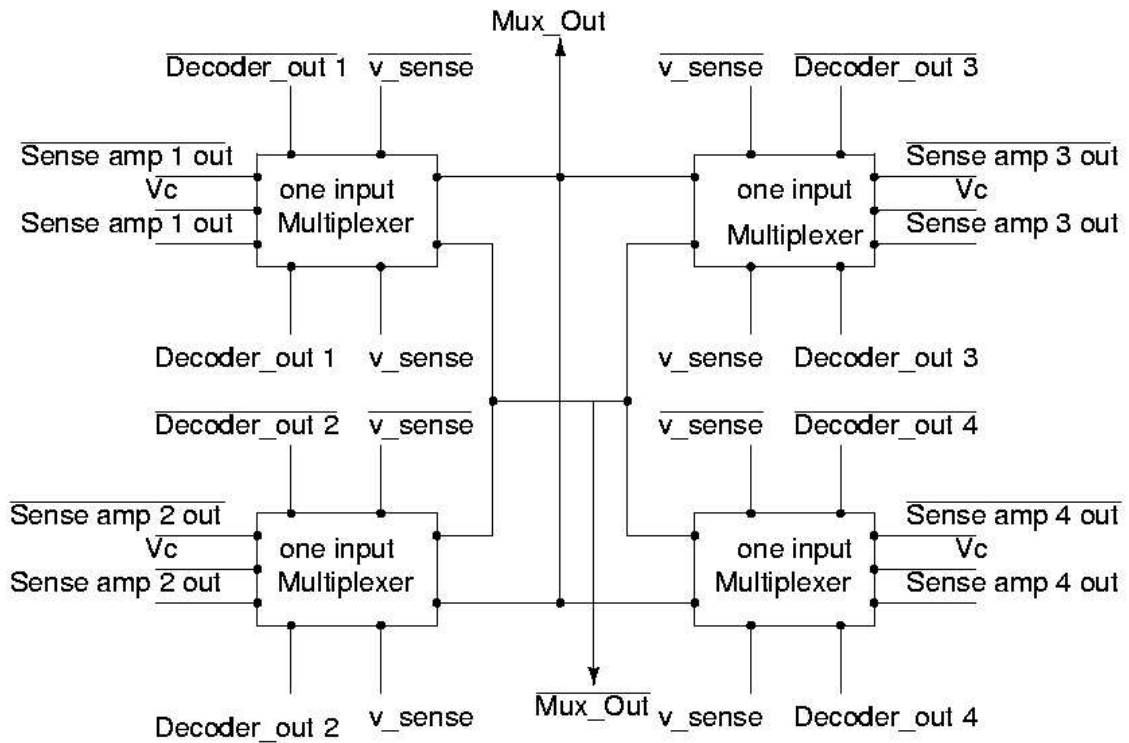 Mux_Out
Decoder_out 1 v_sense v_sense Decoder_out 3
Sense amp 1 out Sense amp 3 out
Vc one input one input Vc
Sense amp 1 out Multiplexer Multiplexer Sense amp 3 out
Decoder_out 1 v_sense v_sense Decoder_out 3
Decoder_out 2 v_sense v_sense Decoder_out 4
Sense amp 2 out Sense amp 4 out
Vc one input one input Vc
Sense amp 2 out Multiplexer Multiplexer Sense amp 4 out
Decoder_out 2 v_sense Mux_Out v_sense Decoder_out 4